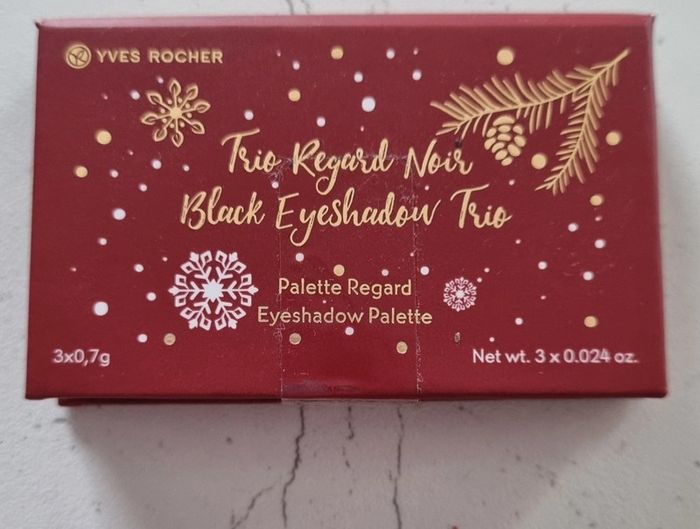 YVES ROCHER
Trio Regard Noir
Black Eyeshadow Trio
Palette Regard
Eyeshadow Palette
3x0,7g
Net wt. 3 x 0.024 oz.